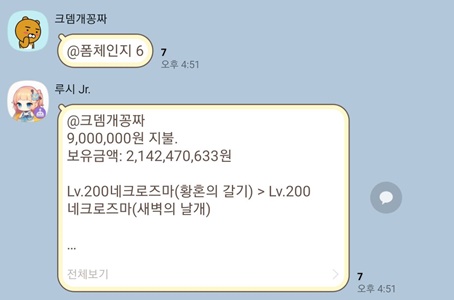 크뎀개꽁짜
@폼체인지 6
7
오후 4:51
루시 Jr.
@크뎀개꽁짜
9,000,000원 지불.
보유금액: 2,142,470,633원
Lv.200네크로즈마(황혼의 갈기) > Lv.200
네크로즈마(새벽의 날개)
...
전체보기
7
오후 4:51